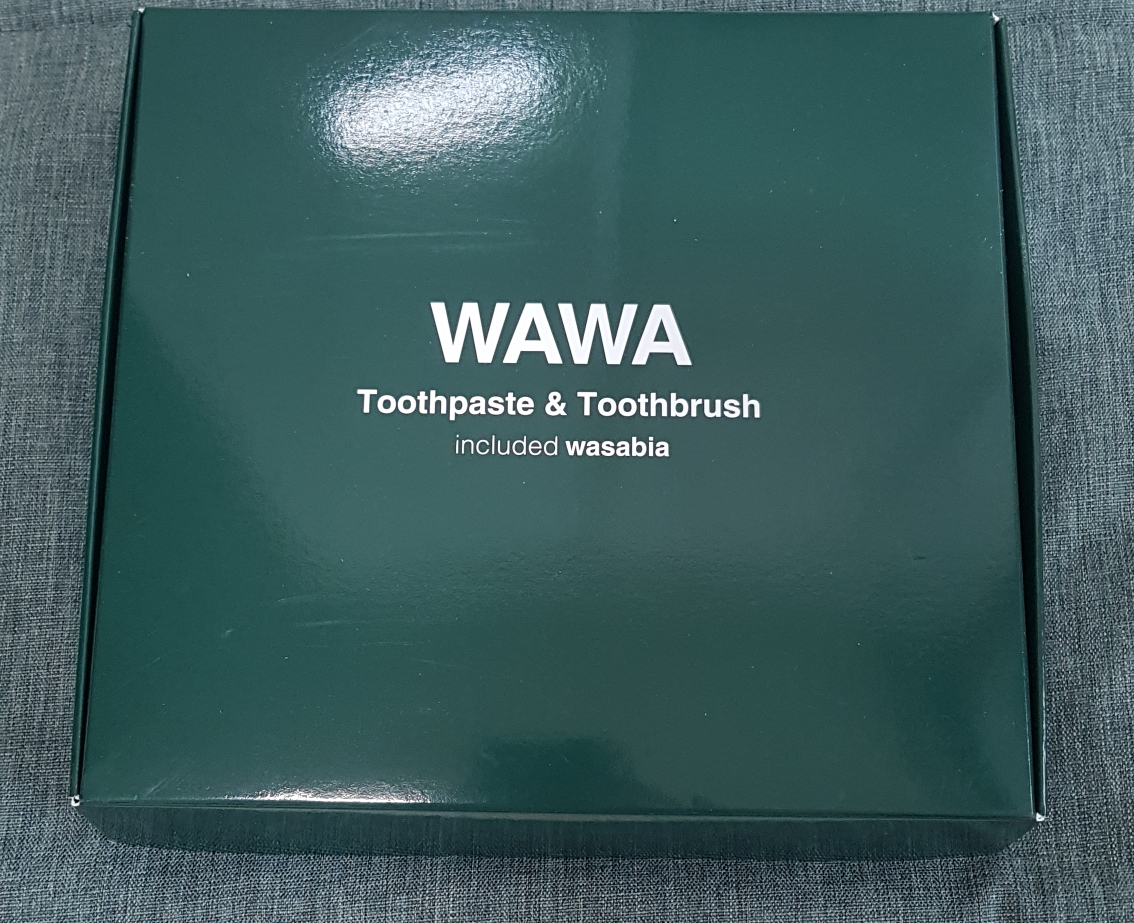 WAWA
Toothpaste & Toothbrush
included wasabia